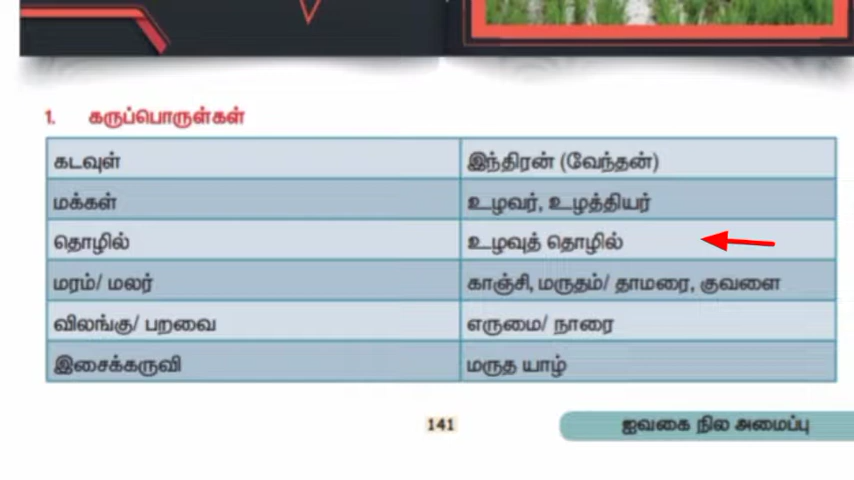 1. கருப்பொருள்கள்
கடவுள் இந்திரன் (வேந்தன்)
மக்கள் உழவர், உழத்தியர்
தொழில் உழவுத் தொழில்
மரம்/ மலர் காஞ்சி, மருதம்/ தாமரை, குவளை
விலங்கு/ பறவை எருமை/ நாரை
இசைக்கருவி மருத யாழ்
141 ஐவகை நில அமைப்பு